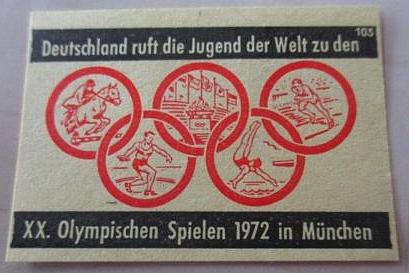 105
Deutschland ruft die Jugend der Welt zu den
XX. Olympischen Spielen 1972 in München